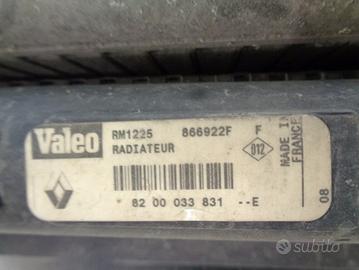 Valeo
RM1225 866922F F
RADIATEUR
012
MADE IN
FRANCE
82 00 033 831 --E
08
subito